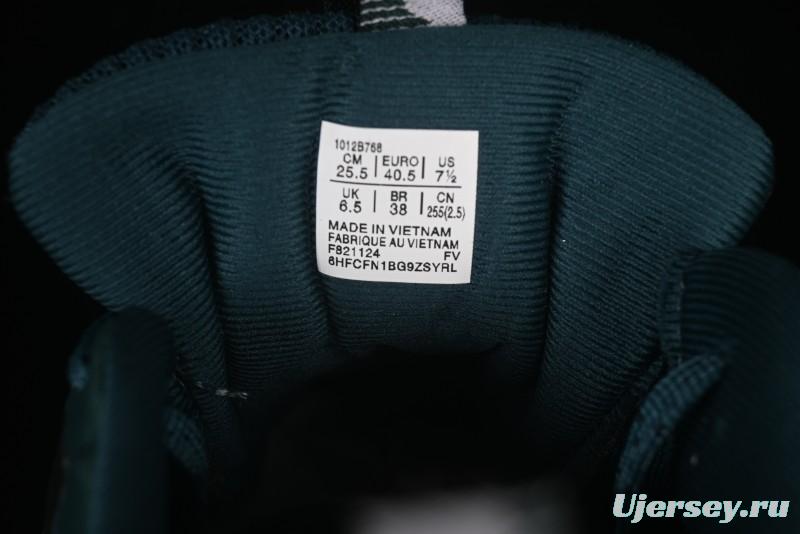 1012B768
CM EURO US
25.5 40.5 7½
UK BR CN
6.5 38 255(2.5)
MADE IN VIETNAM
FABRIQUE AU VIETNAM
F821124 FV
6HFCFN1BG9ZSYRL
Ujersey.ru